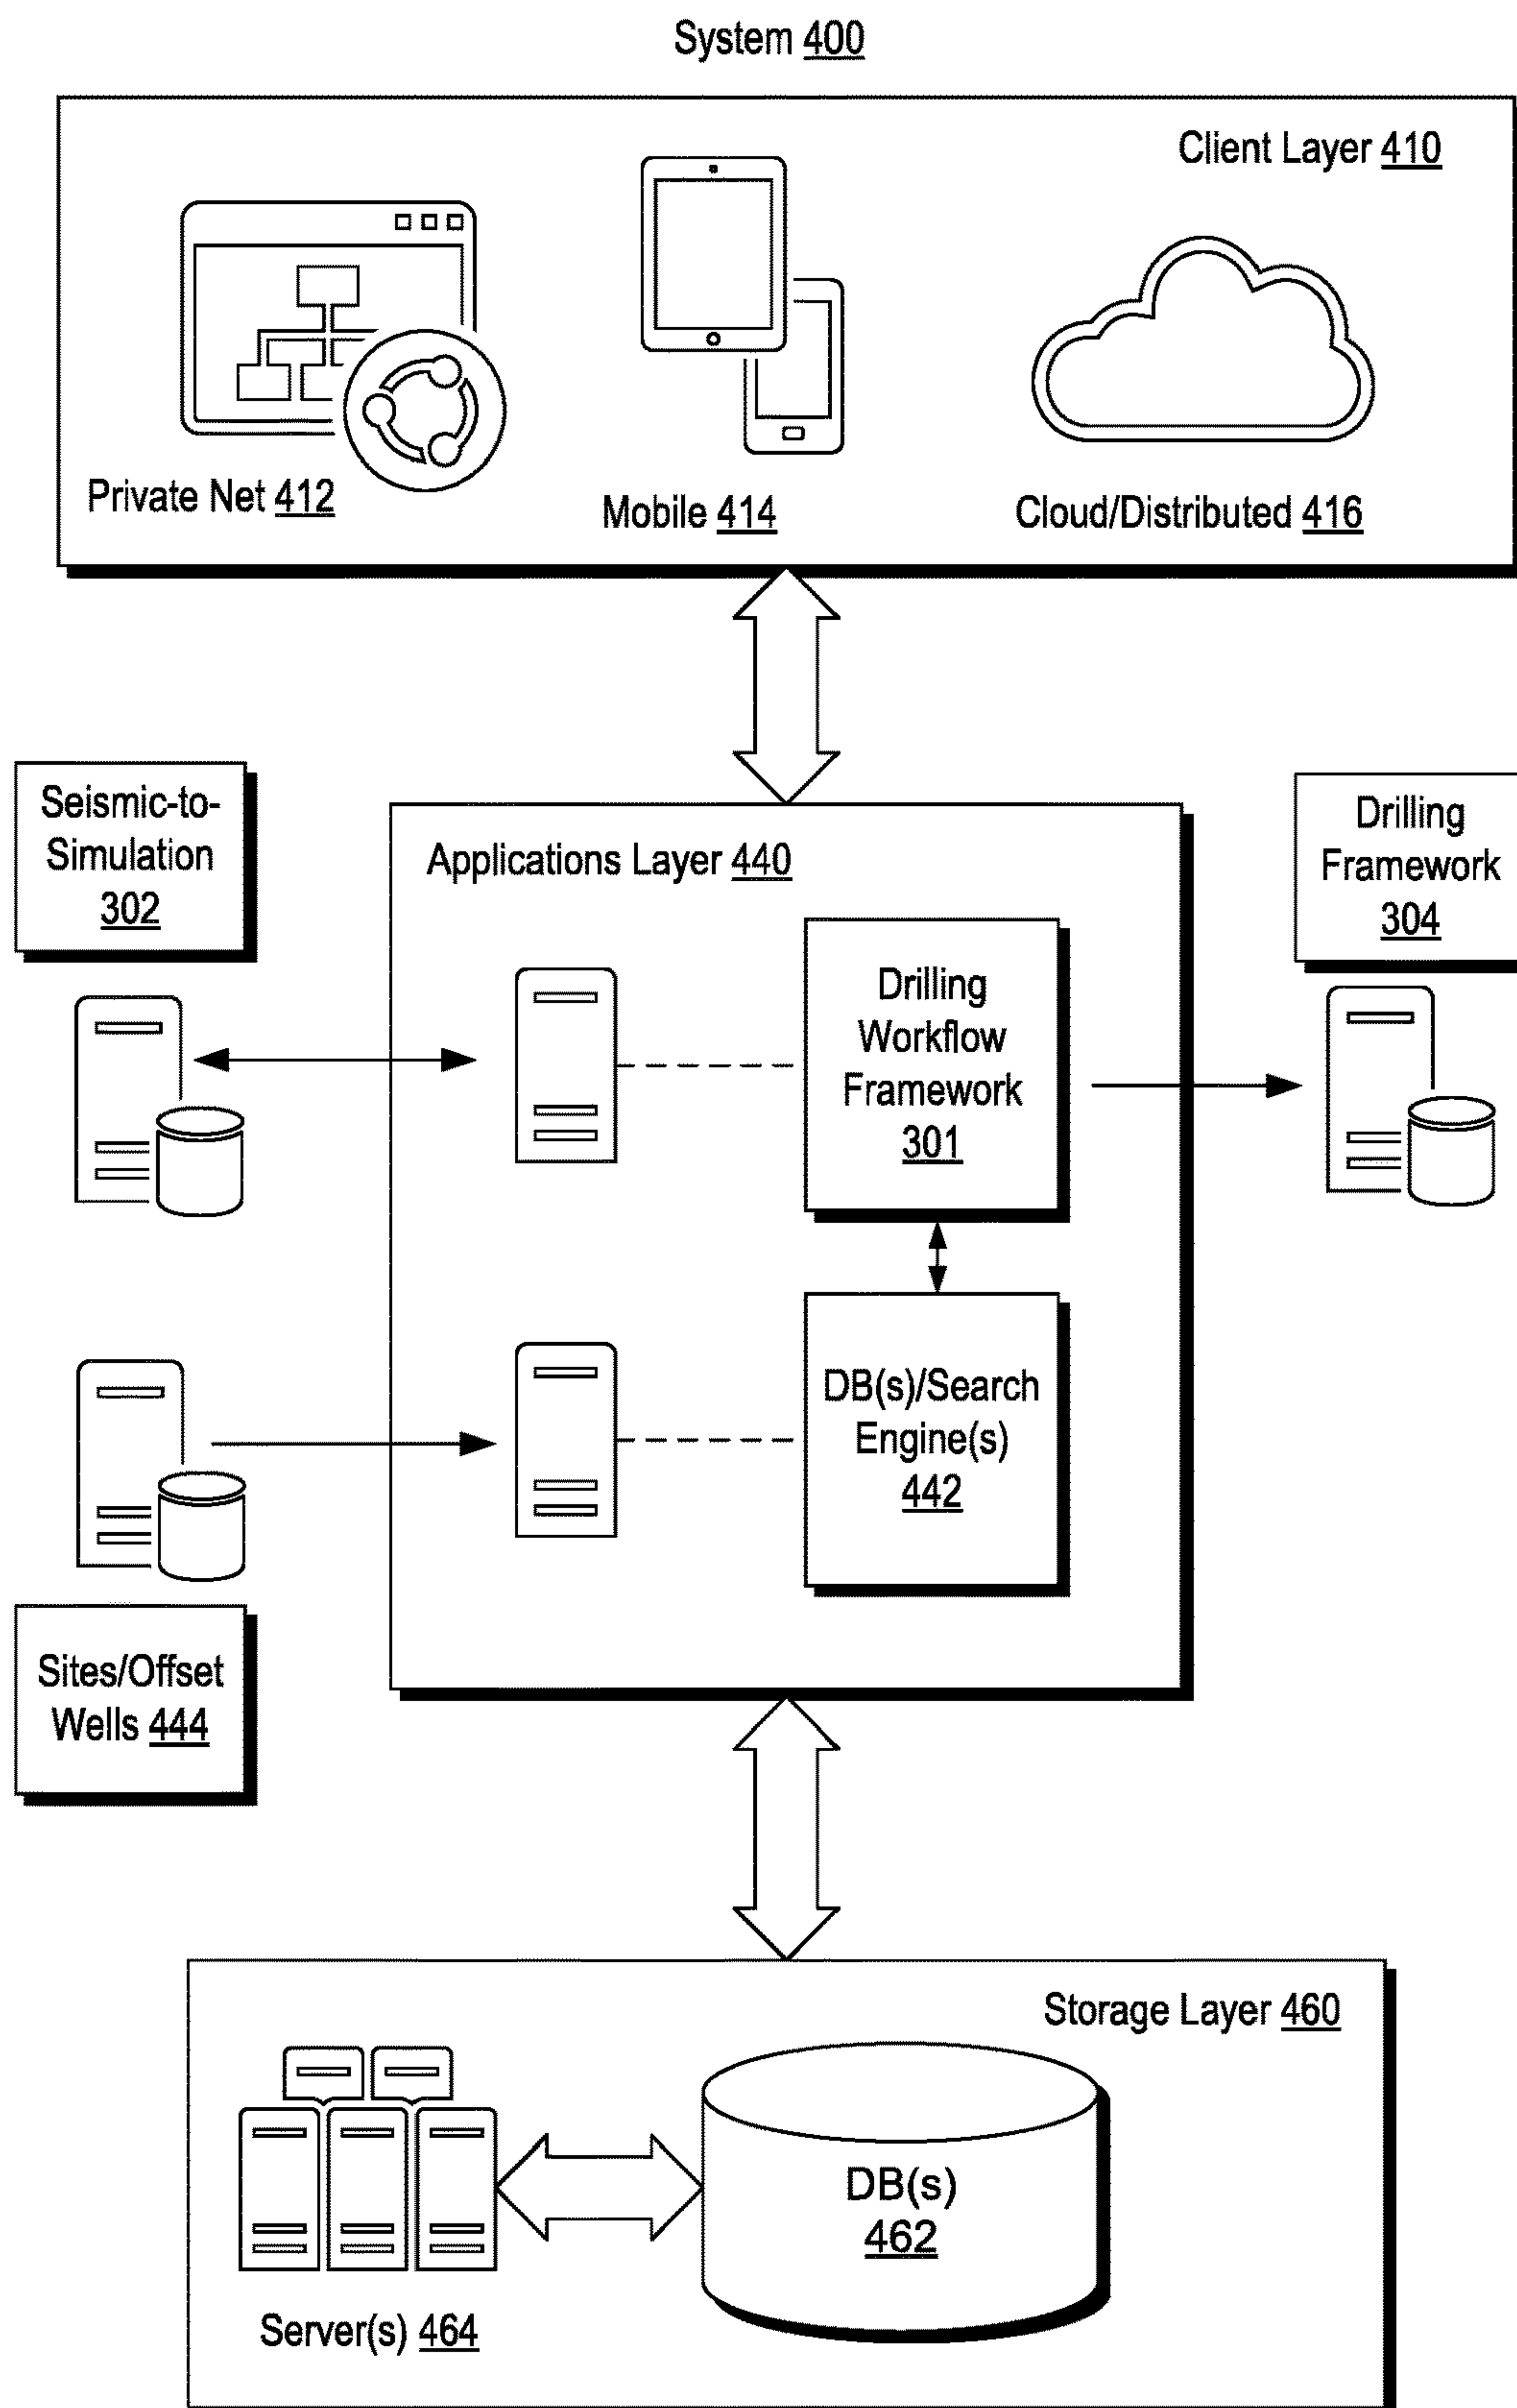 System 400
Client Layer 410
Private Net 412
Mobile 414
Cloud/Distributed 416
Seismic-to-
Simulation
302
Applications Layer 440
Drilling
Workflow
Framework
301
Drilling
Framework
304
DB(s)/Search
Engine(s)
442
Sites/Offset
Wells 444
Storage Layer 460
DB(s)
462
Server(s) 464